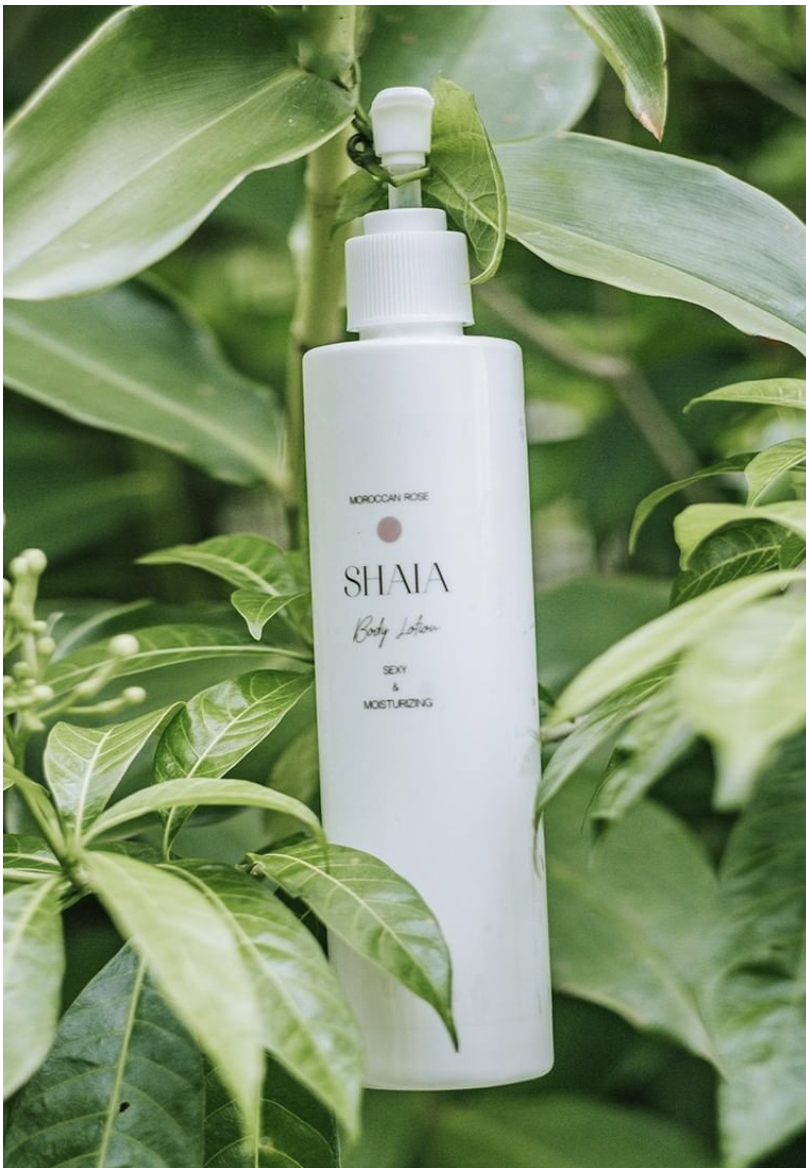 MOROCCAN ROSE
SHAIA
Body Lotion
SEXY
&
MOISTURIZING